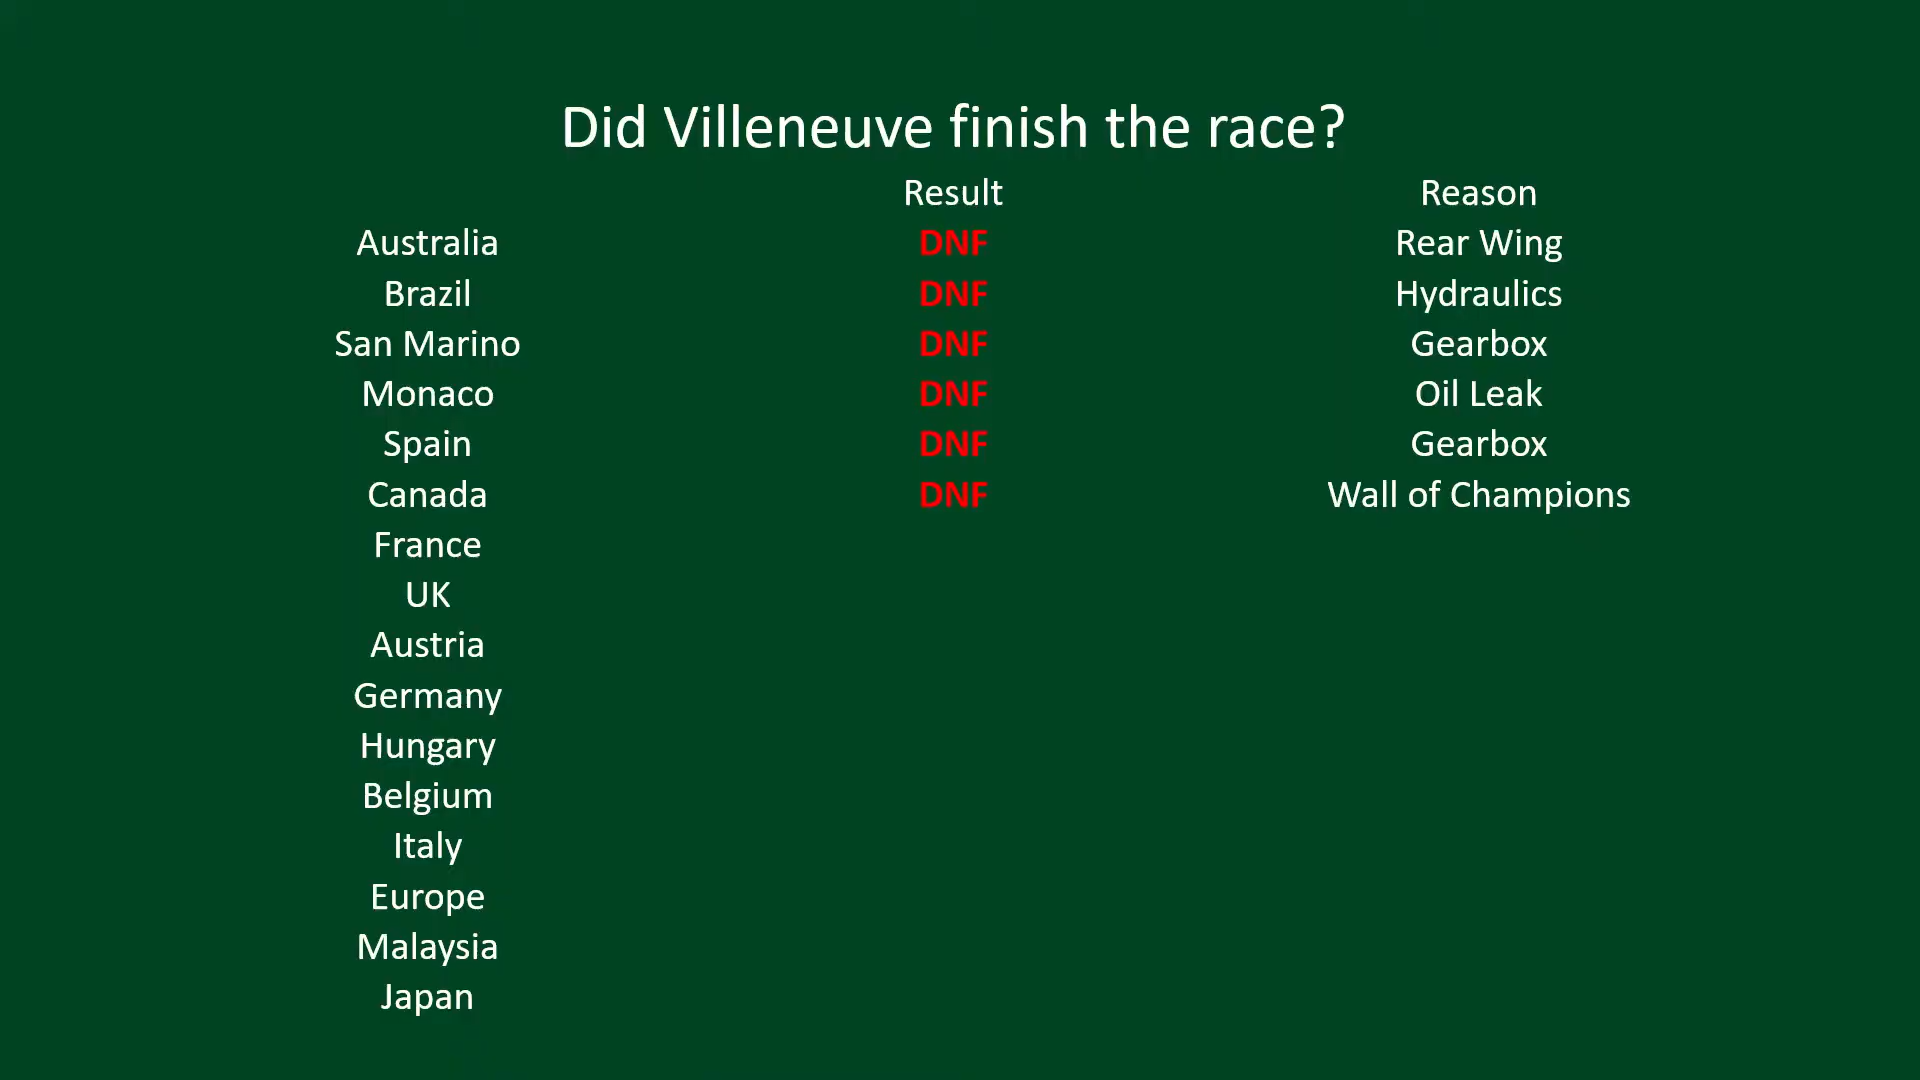 Did Villeneuve finish the race?
Result Reason
Australia DNF Rear Wing
Brazil DNF Hydraulics
San Marino DNF Gearbox
Monaco DNF Oil Leak
Spain DNF Gearbox
Canada DNF Wall of Champions
France
UK
Austria
Germany
Hungary
Belgium
Italy
Europe
Malaysia
Japan